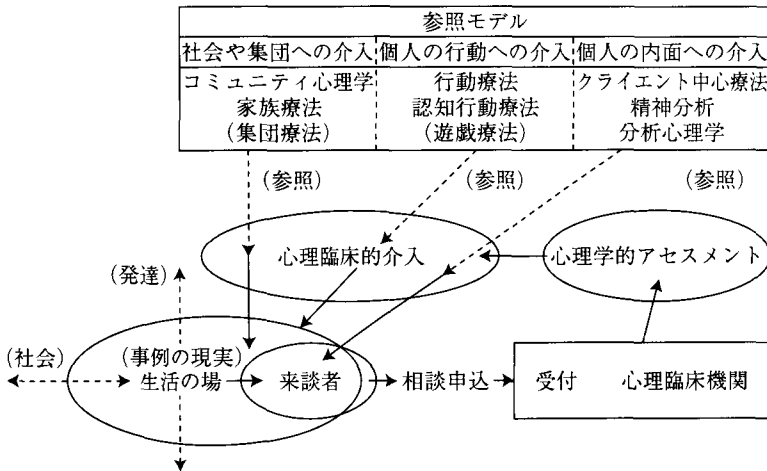 参照モデル
社会や集団への介入 個人の行動への介入 個人の内面への介入
コミュニティ心理学 行動療法 クライエント中心療法
家族療法 認知行動療法 精神分析
(集団療法) (遊戯療法) 分析心理学
(参照) (参照) (参照)
心理臨床的介入 心理学的アセスメント
(発達)
(社会) (事例の現実)
生活の場 来談者 相談申込 受付 心理臨床機関